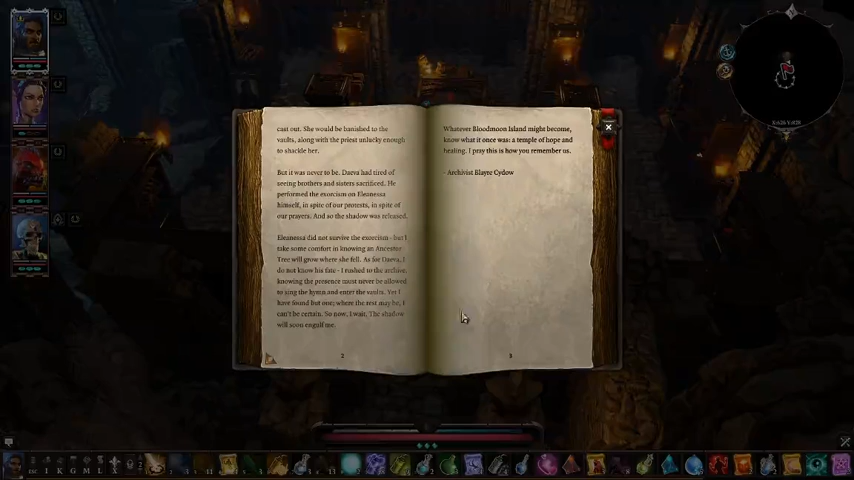 cast out. She would be banished to the
vaults, along with the priest unlucky enough
to shackle her.
But it was never to be. Daeva had tired of
seeing brothers and sisters sacrificed. He
performed the exorcism on Eleanessa
himself, in spite of our protests, in spite of
our prayers. And so the shadow was released.
Eleanessa did not survive the exorcism - but I
take some comfort in knowing an Ancestor
Tree will grow where she fell. As for Daeva, I
do not know his fate - I rushed to the archive,
knowing the presence must never be allowed
to sing the hymn and enter the vaults. Yet I
have found but one; where the rest may be, I
can't be certain. So now, I wait. The shadow
will soon engulf me.
2
Whatever Bloodmoon Island might become,
know what it once was: a temple of hope and
healing. I pray this is how you remember us.
- Archivist Blayre Cydow
3